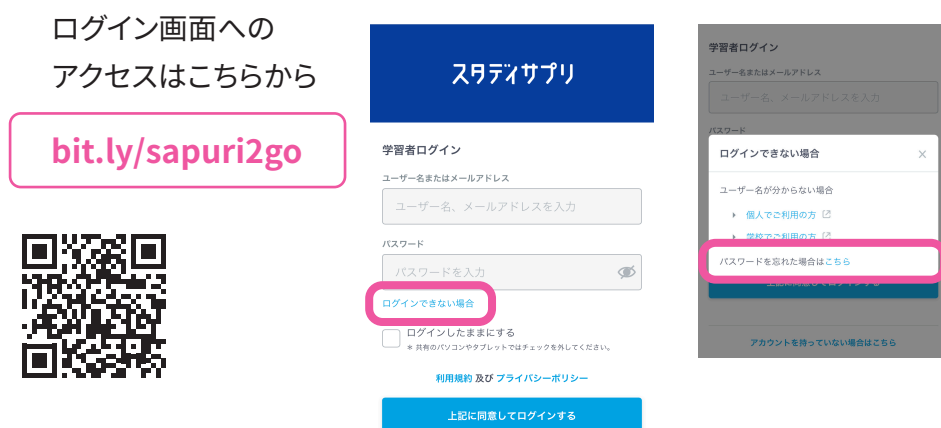 ログイン画面への
アクセスはこちらから
bit.ly/sapuri2go
スタディサプリ
学習者ログイン
ユーザー名またはメールアドレス
ユーザー名、メールアドレスを入力
パスワード
パスワードを入力
ログインできない場合
ログインしたままにする
* 共有のパソコンやタブレットではチェックを外してください。
利用規約 及び プライバシーポリシー
上記に同意してログインする
学習者ログイン
ユーザー名またはメールアドレス
ユーザー名、メールアドレスを入力
パスワード
ログインできない場合
ユーザー名が分からない場合
個人でご利用の方
学校でご利用の方
パスワードを忘れた場合はこちら
上記に同意してログインする
アカウントを持っていない場合はこちら